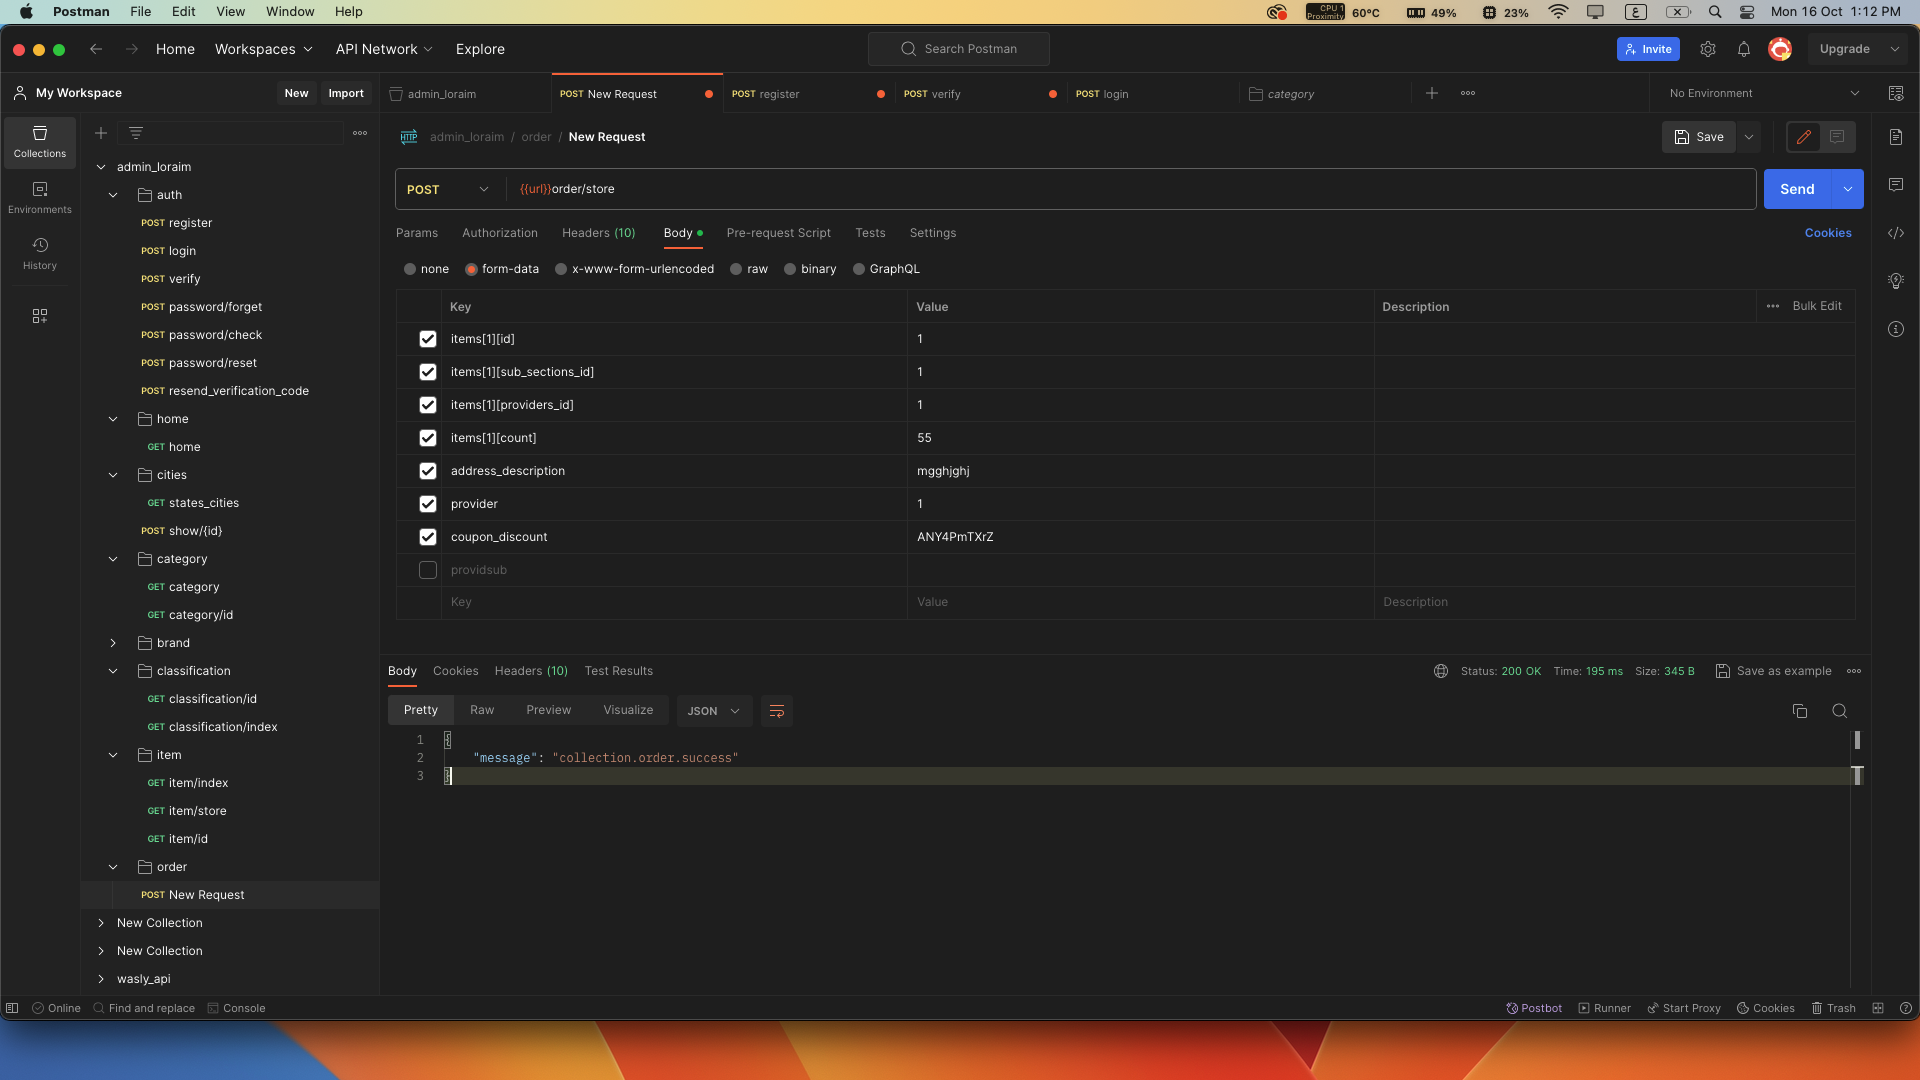 Postman File Edit View Window Help
CPU 1 Proximity 60°C 49% 23% ع Mon 16 Oct 1:12 PM
Home Workspaces API Network Explore
Search Postman
Invite Upgrade
My Workspace New Import
admin_loraim POST New Request POST register POST verify POST login category
No Environment
Collections
Environments
History
admin_loraim
auth
POST register
POST login
POST verify
POST password/forget
POST password/check
POST password/reset
POST resend_verification_code
home
GET home
cities
GET states_cities
POST show/{id}
category
GET category
GET category/id
brand
classification
GET classification/id
GET classification/index
item
GET item/index
GET item/store
GET item/id
order
POST New Request
New Collection
New Collection
wasly_api
HTTP admin_loraim / order / New Request
Save
POST {{url}}order/store
Send
Params Authorization Headers (10) Body Pre-request Script Tests Settings
Cookies
none form-data x-www-form-urlencoded raw binary GraphQL
Key Value Description Bulk Edit
items[1][id] 1
items[1][sub_sections_id] 1
items[1][providers_id] 1
items[1][count] 55
address_description mgghjghj
provider 1
coupon_discount ANY4PmTXrZ
providsub
Key Value Description
Body Cookies Headers (10) Test Results
Status: 200 OK Time: 195 ms Size: 345 B Save as example
Pretty Raw Preview Visualize JSON
1 {
2 "message": "collection.order.success"
3 }
Online Find and replace Console
Postbot Runner Start Proxy Cookies Trash